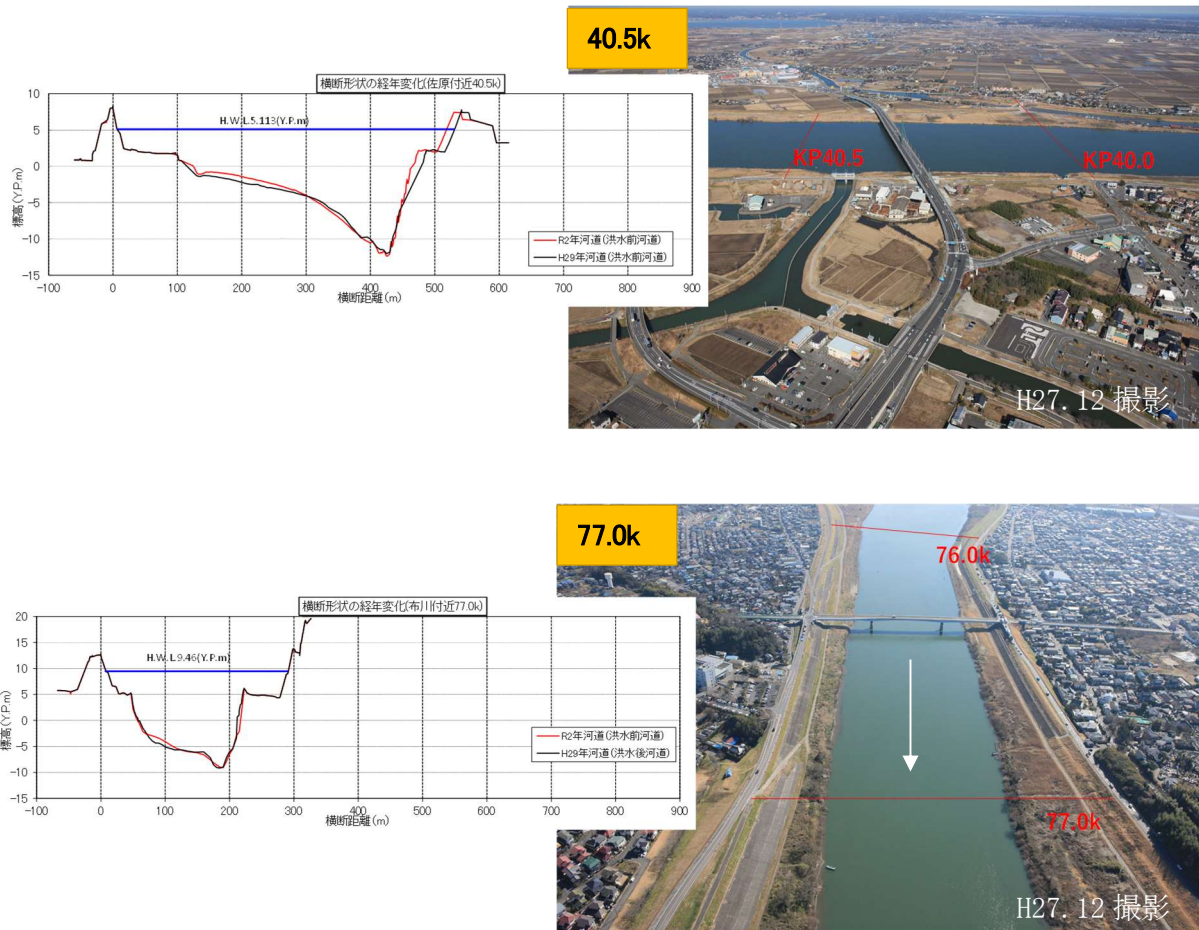 40.5k
横断形状の経年変化(佐原付近40.5k)
10
5
0
-5
-10
-15
標高(Y.P.m)
H.W.L.5.113(Y.P.m)
R2年河道(洪水前河道)
H29年河道(洪水前河道)
-100 0 100 200 300 400 500 600 700 800 900
横断距離(m)
KP40.5
KP40.0
H27.12 撮影
77.0k
横断形状の経年変化(布川付近77.0k)
20
15
10
5
0
-5
-10
-15
標高(Y.P.m)
H.W.L.9.46(Y.P.m)
R2年河道(洪水前河道)
H29年河道(洪水後河道)
-100 0 100 200 300 400 500 600 700 800 900
横断距離(m)
76.0k
77.0k
H27.12 撮影